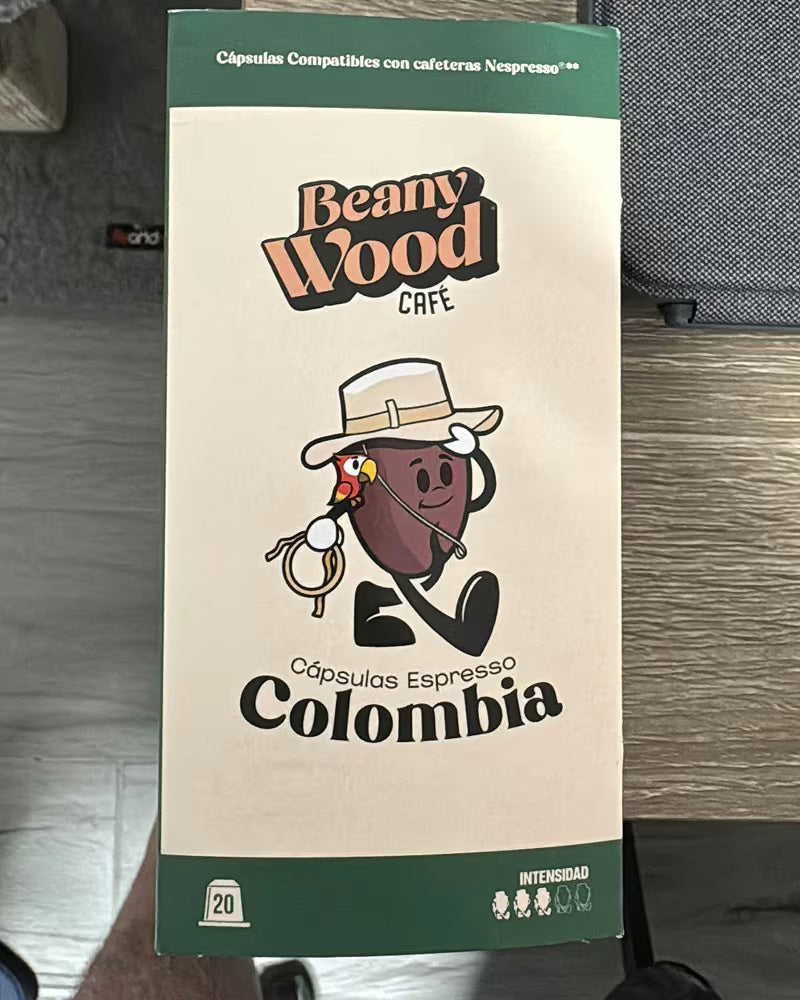 Cápsulas Compatibles con cafeteras Nespresso®**
Beany
Wood
CAFÉ
Cápsulas Espresso
Colombia
20
INTENSIDAD